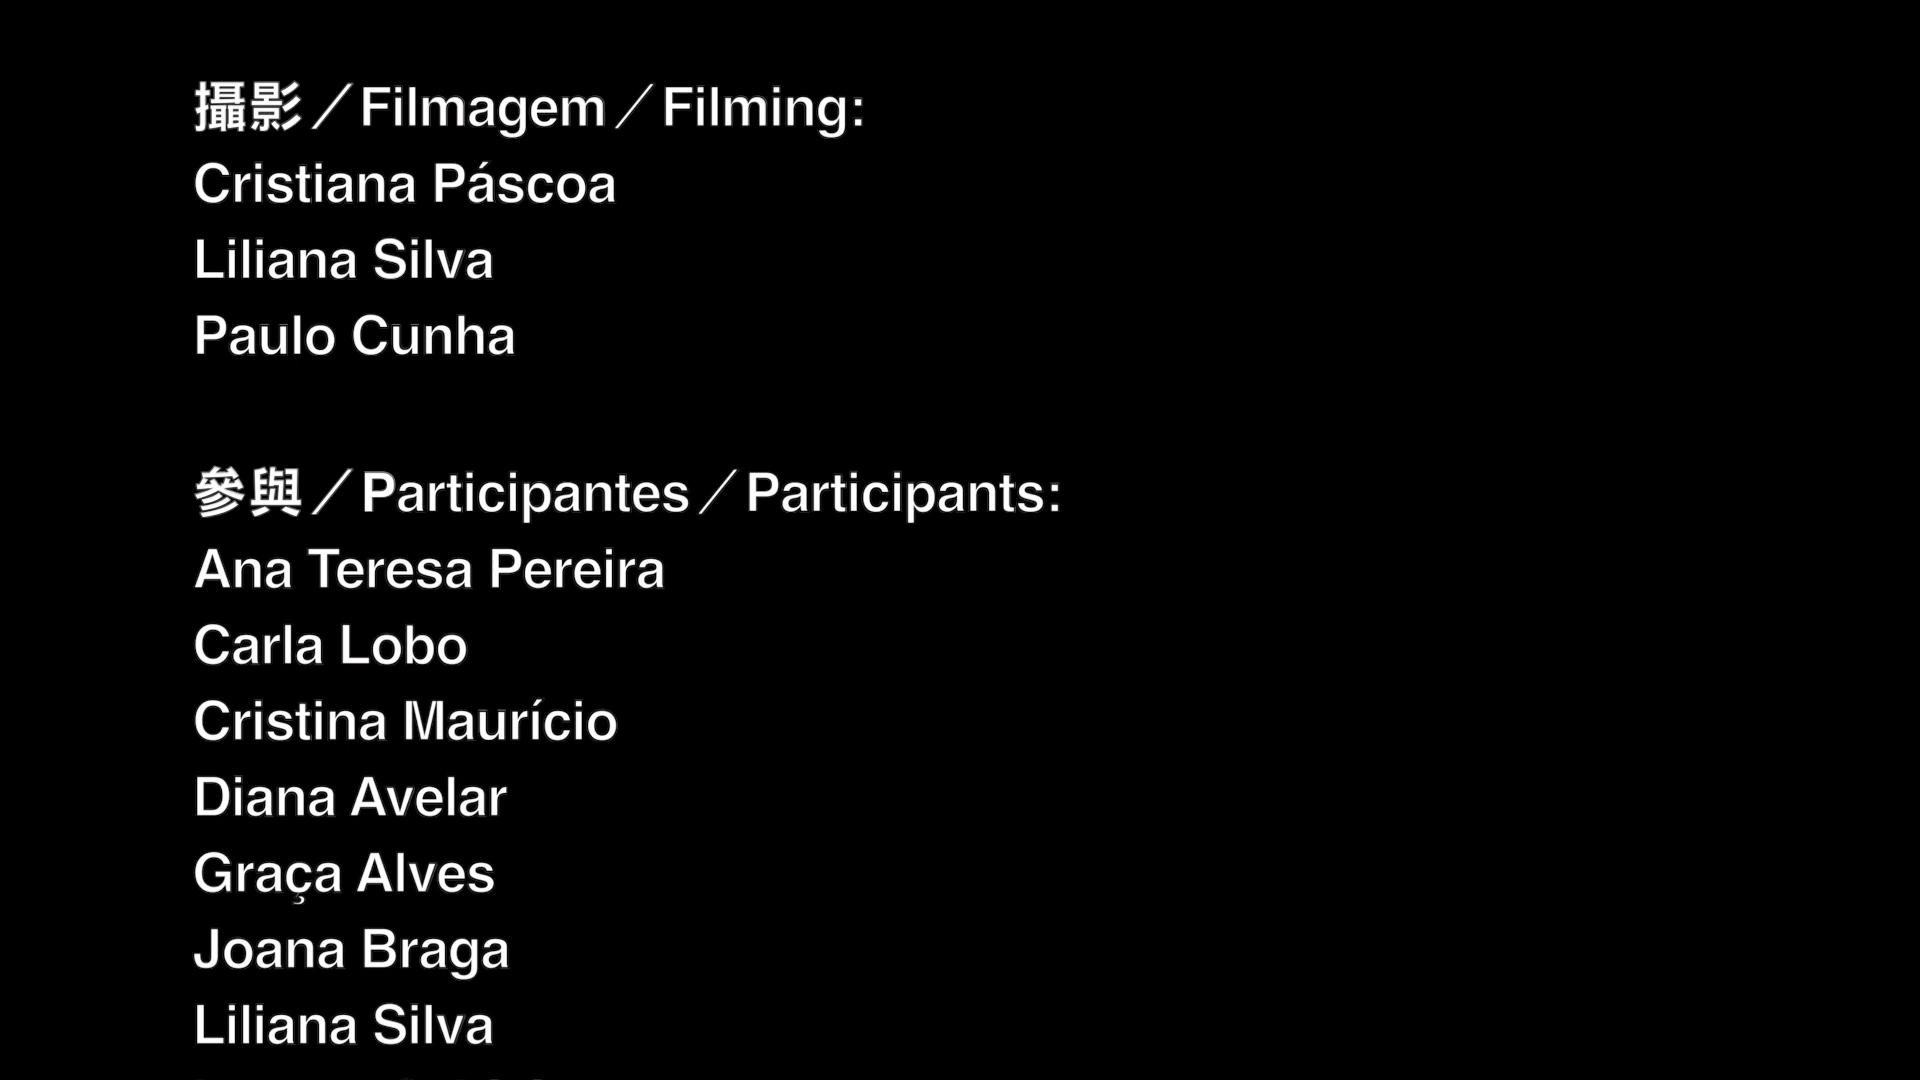 攝影／Filmagem／Filming:
Cristiana Páscoa
Liliana Silva
Paulo Cunha
參與／Participantes／Participants:
Ana Teresa Pereira
Carla Lobo
Cristina Maurício
Diana Avelar
Graça Alves
Joana Braga
Liliana Silva